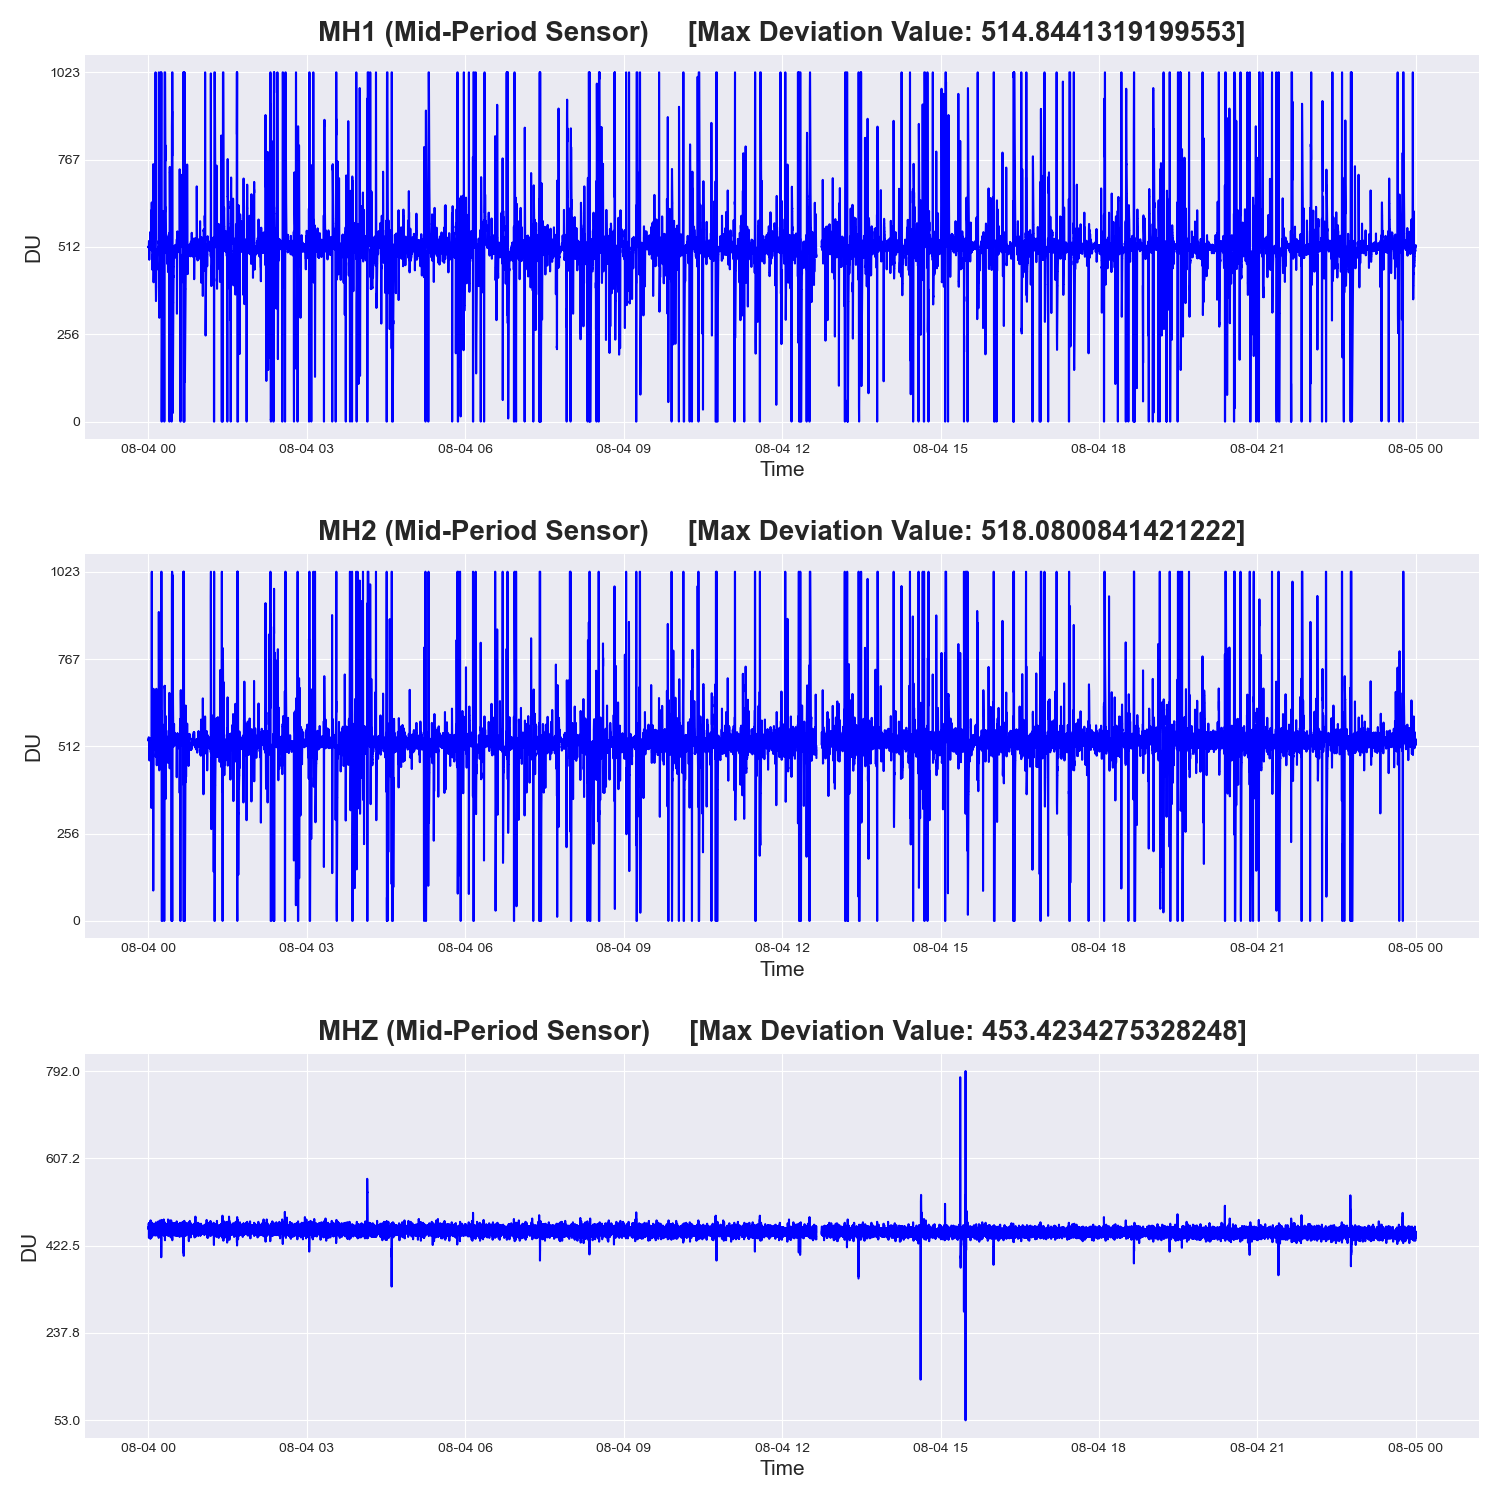 MH1 (Mid-Period Sensor) [Max Deviation Value: 514.8441319199553]
1023
767
512
256
0
DU
08-04 00 08-04 03 08-04 06 08-04 09 08-04 12 08-04 15 08-04 18 08-04 21 08-05 00
Time
MH2 (Mid-Period Sensor) [Max Deviation Value: 518.0800841421222]
1023
767
512
256
0
DU
08-04 00 08-04 03 08-04 06 08-04 09 08-04 12 08-04 15 08-04 18 08-04 21 08-05 00
Time
MHZ (Mid-Period Sensor) [Max Deviation Value: 453.4234275328248]
792.0
607.2
422.5
237.8
53.0
DU
08-04 00 08-04 03 08-04 06 08-04 09 08-04 12 08-04 15 08-04 18 08-04 21 08-05 00
Time